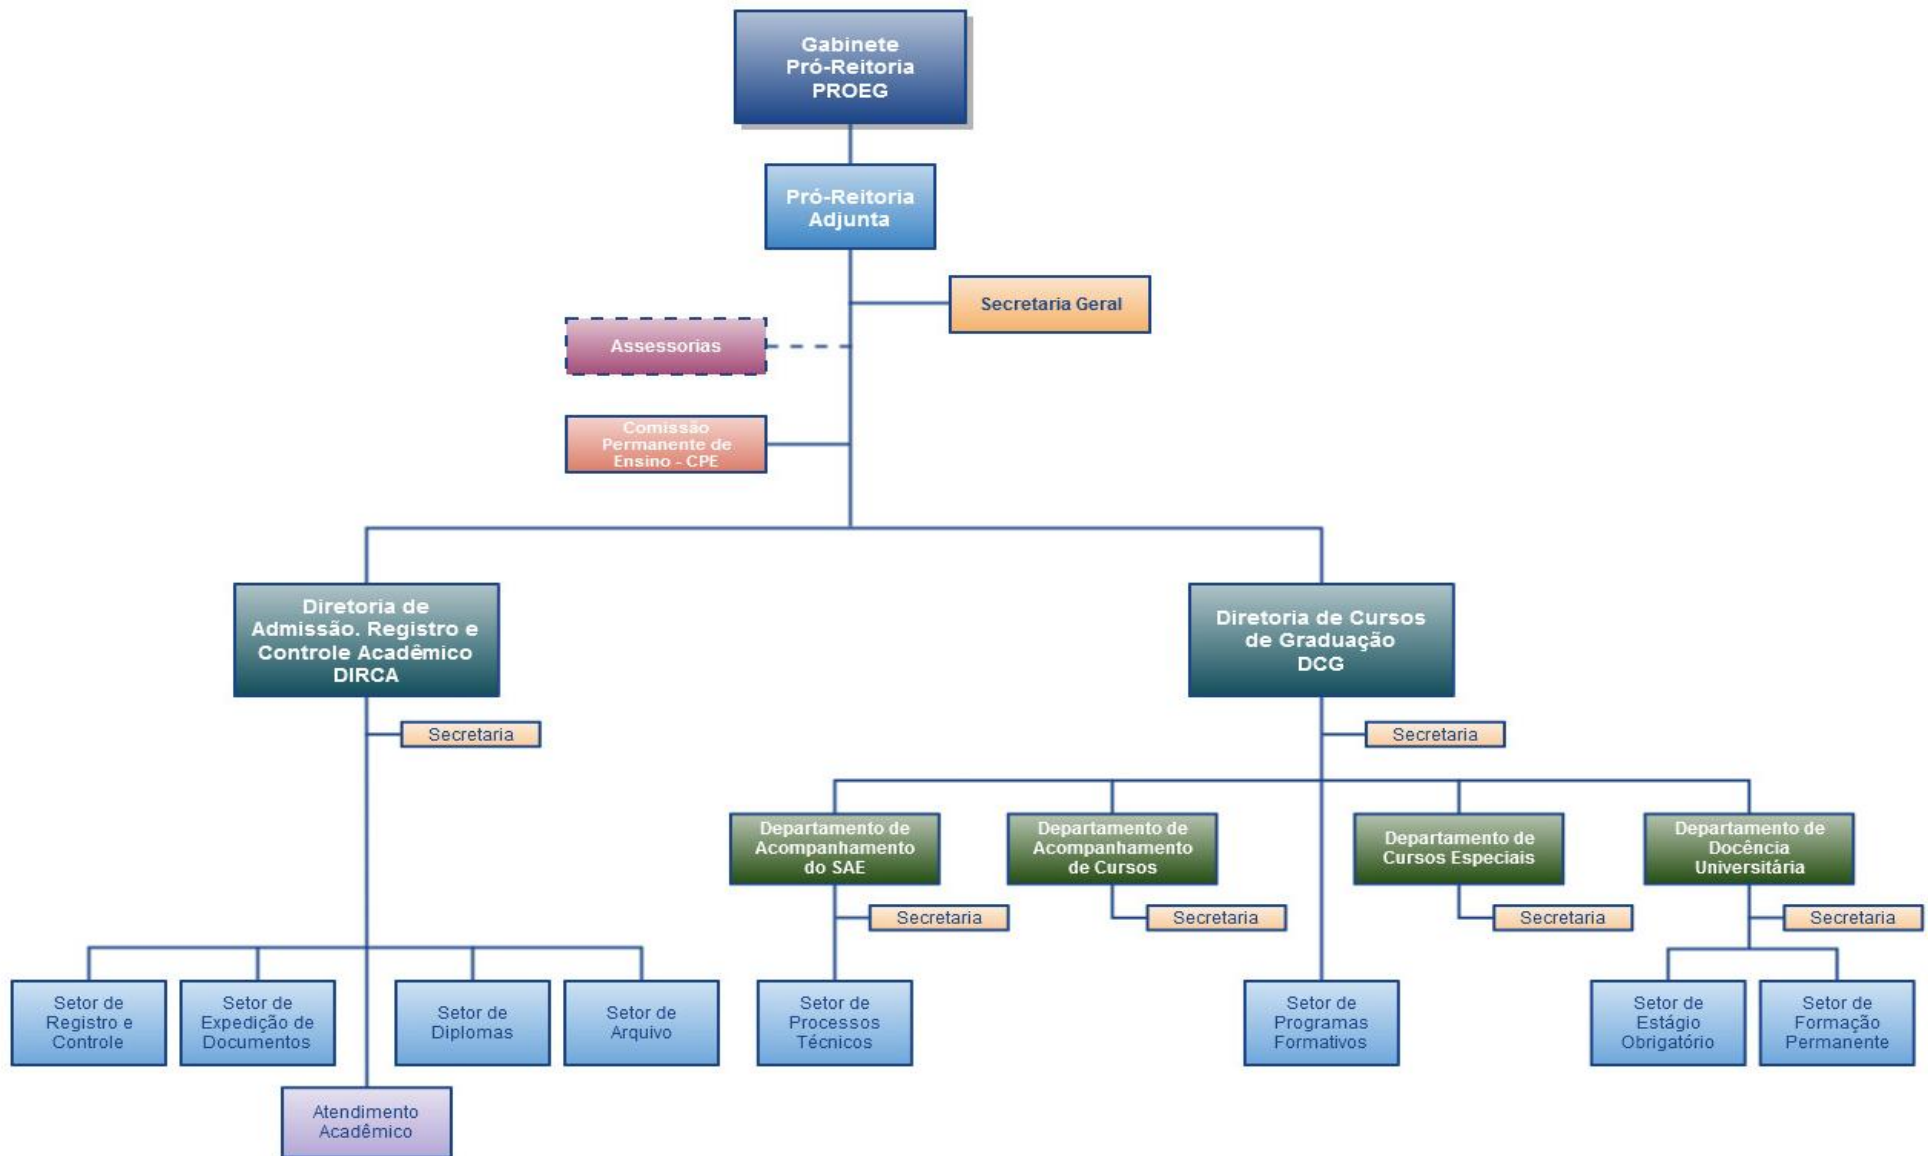 Gabinete
Pró-Reitoria
PROEG
Pró-Reitoria
Adjunta
Secretaria Geral
Assessorias
Comissão
Permanente de
Ensino - CPE
Diretoria de
Admissão. Registro e
Controle Acadêmico
DIRCA
Diretoria de Cursos
de Graduação
DCG
Secretaria
Secretaria
Departamento de
Acompanhamento
do SAE
Departamento de
Acompanhamento
de Cursos
Departamento de
Cursos Especiais
Departamento de
Docência
Universitária
Secretaria
Secretaria
Secretaria
Secretaria
Setor de
Registro e
Controle
Setor de
Expedição de
Documentos
Setor de
Diplomas
Setor de
Arquivo
Setor de
Processos
Técnicos
Setor de
Programas
Formativos
Setor de
Estágio
Obrigatório
Setor de
Formação
Permanente
Atendimento
Acadêmico